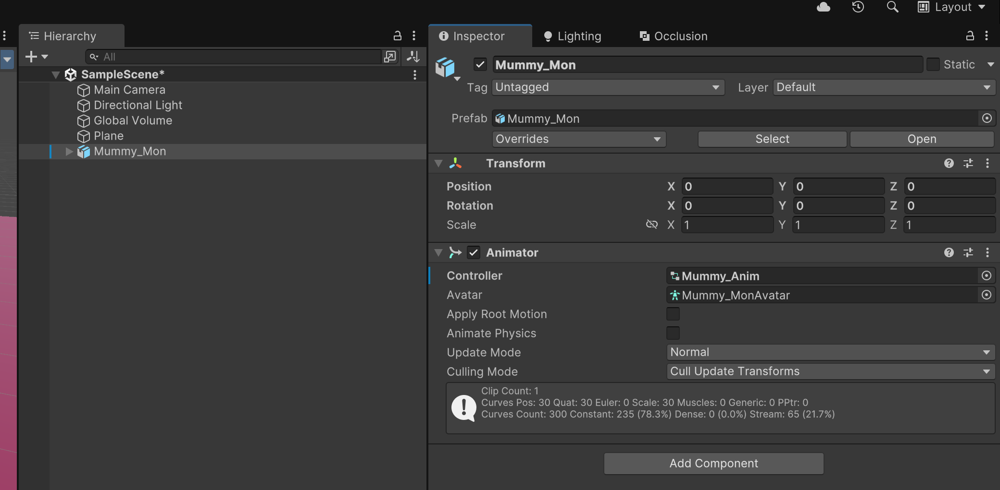 Layout
Hierarchy
Inspector
Lighting
Occlusion
All
SampleScene*
Main Camera
Directional Light
Global Volume
Plane
Mummy_Mon
Mummy_Mon
Static
Tag Untagged
Layer Default
Prefab Mummy_Mon
Overrides Select Open
Transform
Position X 0 Y 0 Z 0
Rotation X 0 Y 0 Z 0
Scale X 1 Y 1 Z 1
Animator
Controller Mummy_Anim
Avatar Mummy_MonAvatar
Apply Root Motion
Animate Physics
Update Mode Normal
Culling Mode Cull Update Transforms
Clip Count: 1
Curves Pos: 30 Quat: 30 Euler: 0 Scale: 30 Muscles: 0 Generic: 0 PPtr: 0
Curves Count: 300 Constant: 235 (78.3%) Dense: 0 (0.0%) Stream: 65 (21.7%)
Add Component